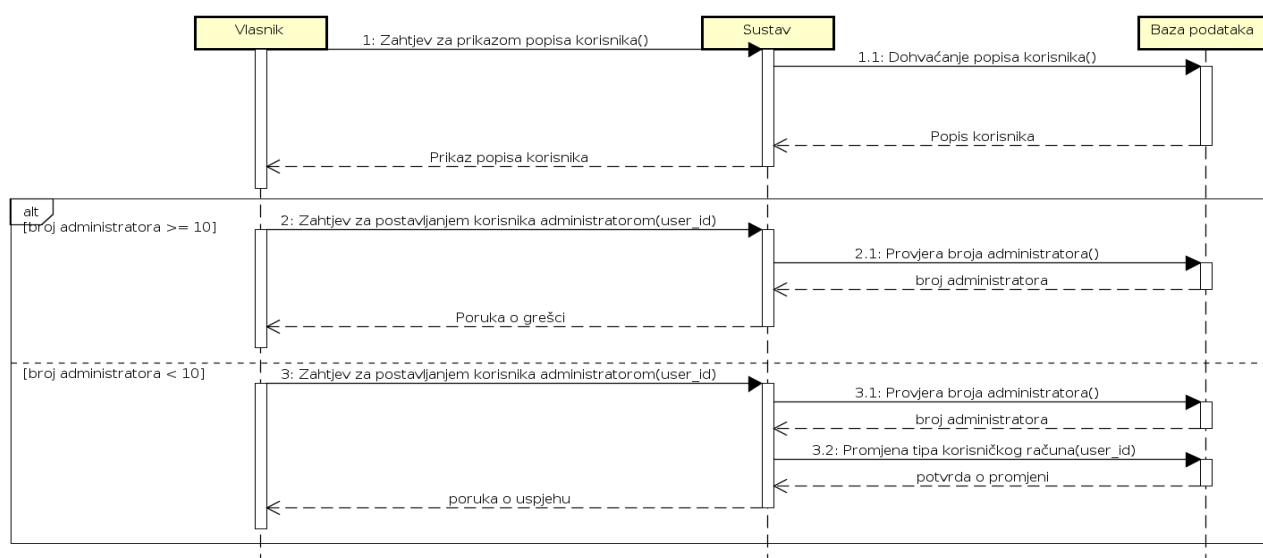 Vlasnik
Sustav
Baza podataka
1: Zahtjev za prikazom popisa korisnika()
1.1: Dohvaćanje popisa korisnika()
Popis korisnika
Prikaz popisa korisnika
alt
[broj administratora >= 10]
2: Zahtjev za postavljanjem korisnika administratorom(user_id)
2.1: Provjera broja administratora()
broj administratora
Poruka o grešci
[broj administratora < 10]
3: Zahtjev za postavljanjem korisnika administratorom(user_id)
3.1: Provjera broja administratora()
broj administratora
3.2: Promjena tipa korisničkog računa(user_id)
potvrda o promjeni
poruka o uspjehu